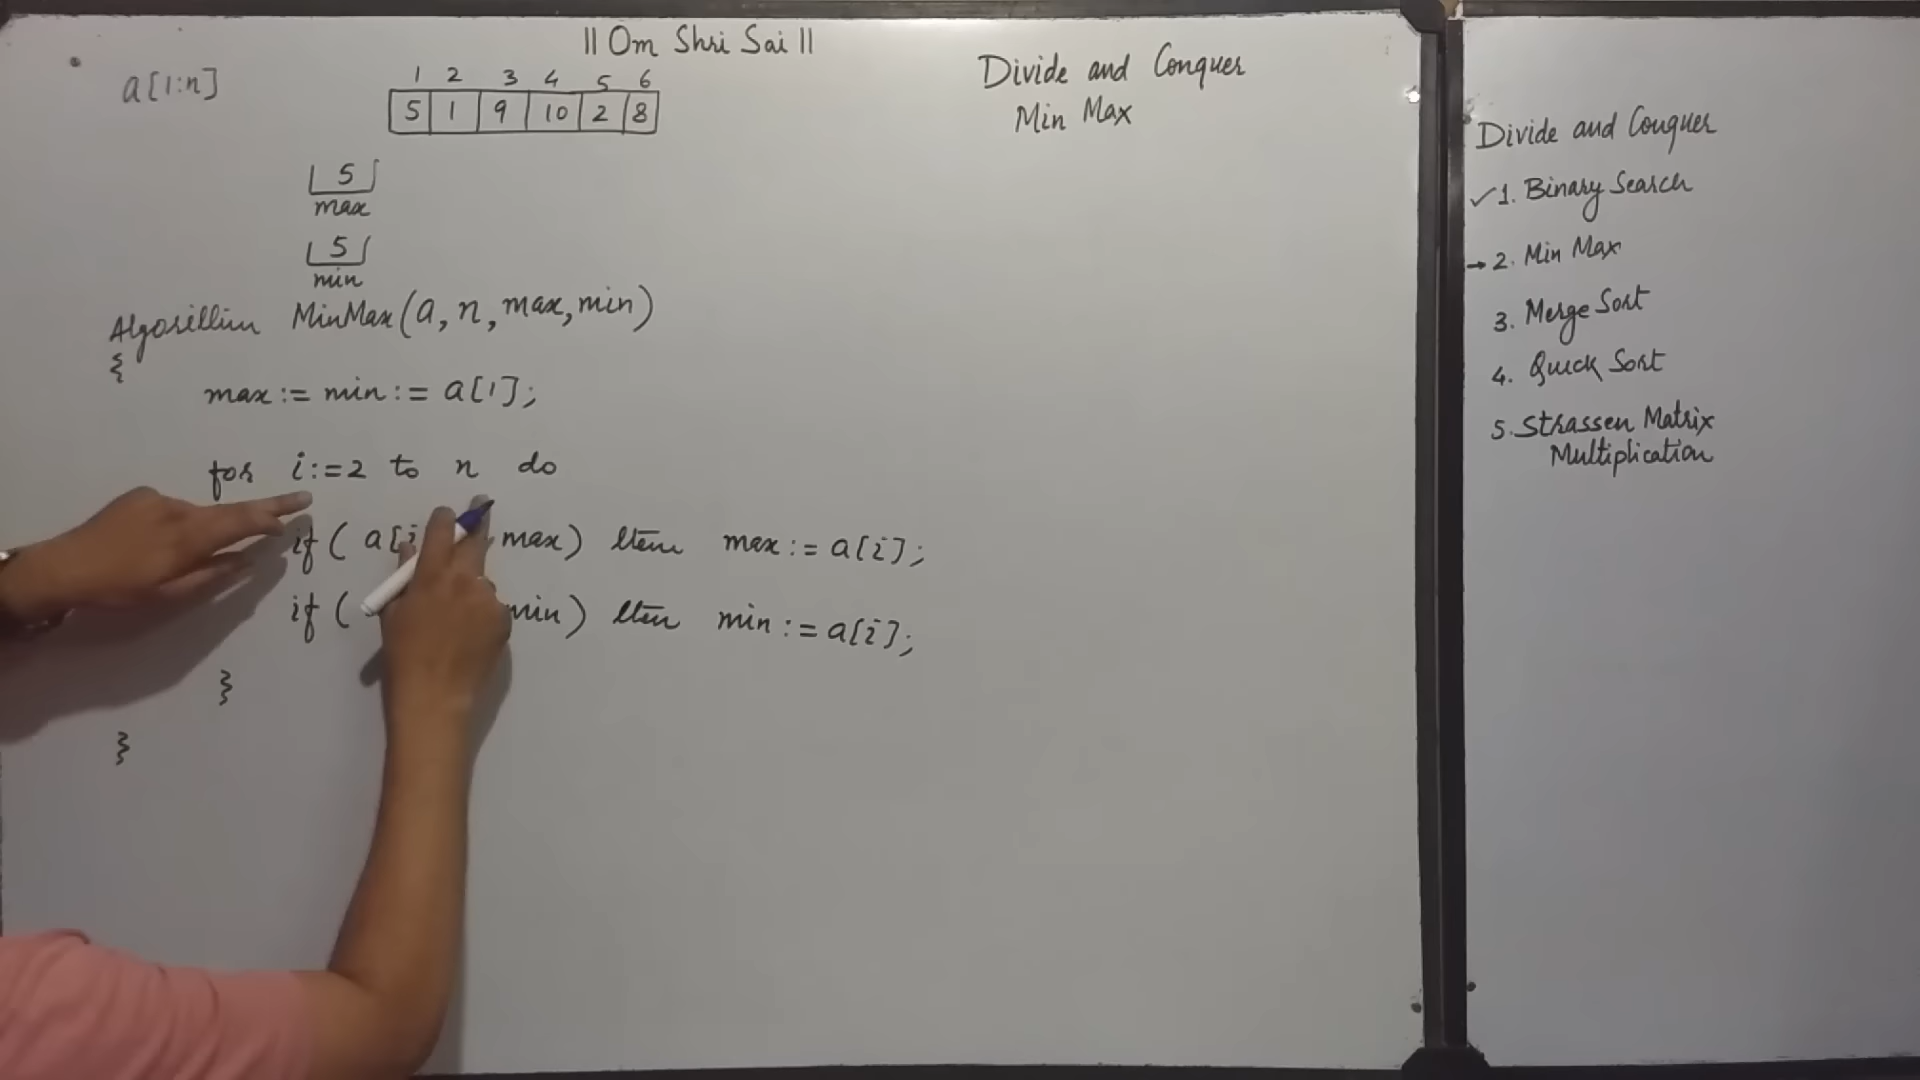 || Om Shri Sai ||
a[1:n]
1 2 3 4 5 6
5 1 9 10 2 8
5
max
5
min
Algorithm MinMax(a, n, max, min)
{
max := min := a[1];
for i:=2 to n do
if ( a[i max) then max := a[i];
if ( min) then min := a[i];
}
}
Divide and Conquer
Min Max
Divide and Conquer
✓1. Binary Search
→ 2. Min Max
3. Merge Sort
4. Quick Sort
5. Strassen Matrix
Multiplication